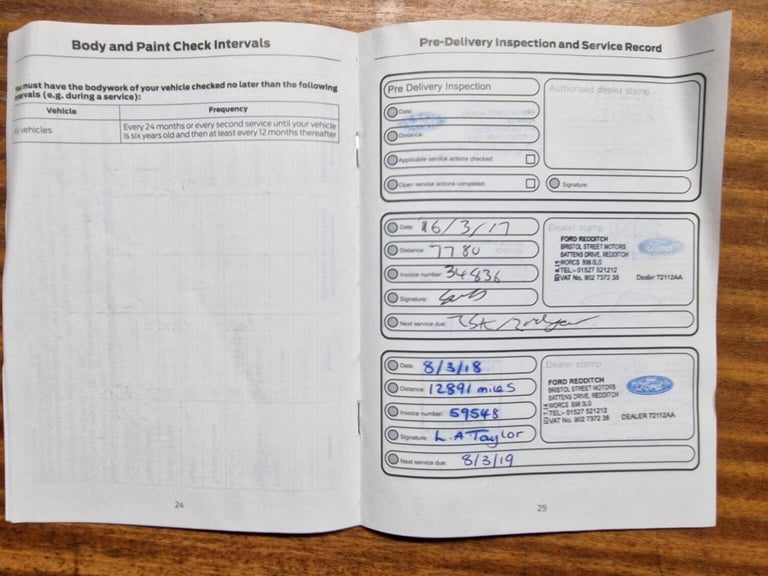 Body and Paint Check Intervals
You must have the bodywork of your vehicle checked no later than the following
intervals (e.g. during a service):
Vehicle Frequency
All vehicles Every 24 months or every second service until your vehicle
is six years old and then at least every 12 months thereafter
24
Pre-Delivery Inspection and Service Record
Pre Delivery Inspection
Date:
Distance:
Applicable service actions checked
Open service actions completed
Authorised dealer stamp
Signature:
Date: 16/3/17
Distance: 7780
Invoice number: 34836
Signature:
Next service due:
Dealer stamp
FORD REDDITCH
BRISTOL STREET MOTORS
BATTENS DRIVE, REDDITCH
WORCS B98 0LG
TEL:- 01527 521212
VAT No. 902 7372 38 Dealer 72112AA
Ford
Date: 8/3/18
Distance: 12891 miles
Invoice number: 59548
Signature: L.A Taylor
Next service due: 8/3/19
Dealer stamp
FORD REDDITCH
BRISTOL STREET MOTORS
BATTENS DRIVE, REDDITCH
WORCS B98 0LG
TEL:- 01527 521212
VAT No. 902 7372 38 DEALER 72112AA
Ford
25